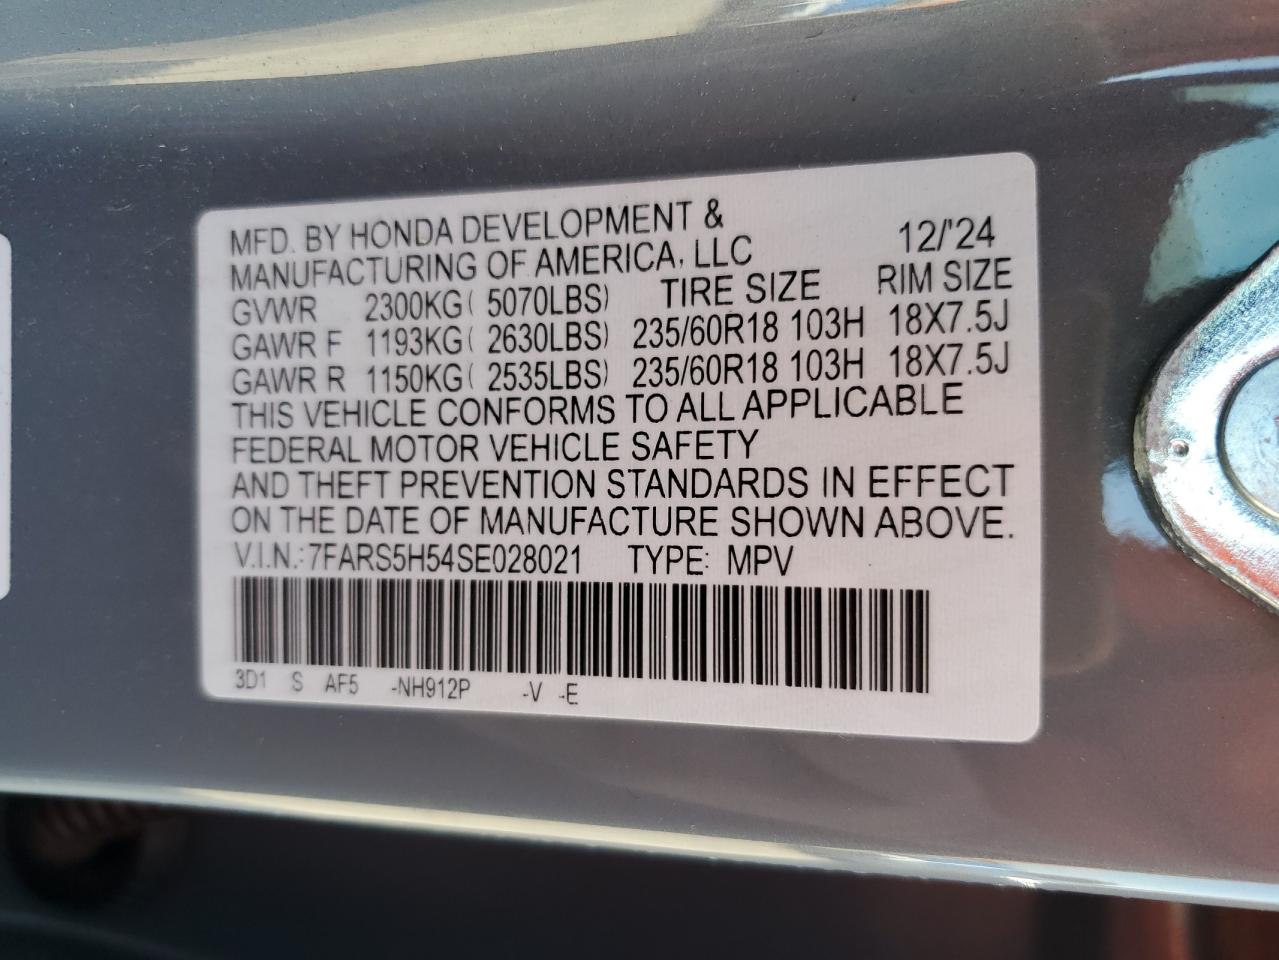 MFD. BY HONDA DEVELOPMENT &
MANUFACTURING OF AMERICA, LLC 12/'24
GVWR 2300KG( 5070LBS) TIRE SIZE RIM SIZE
GAWR F 1193KG( 2630LBS) 235/60R18 103H 18X7.5J
GAWR R 1150KG( 2535LBS) 235/60R18 103H 18X7.5J
THIS VEHICLE CONFORMS TO ALL APPLICABLE
FEDERAL MOTOR VEHICLE SAFETY
AND THEFT PREVENTION STANDARDS IN EFFECT
ON THE DATE OF MANUFACTURE SHOWN ABOVE.
V.I.N.:7FARS5H54SE028021 TYPE: MPV
3D1 S AF5 -NH912P -V -E